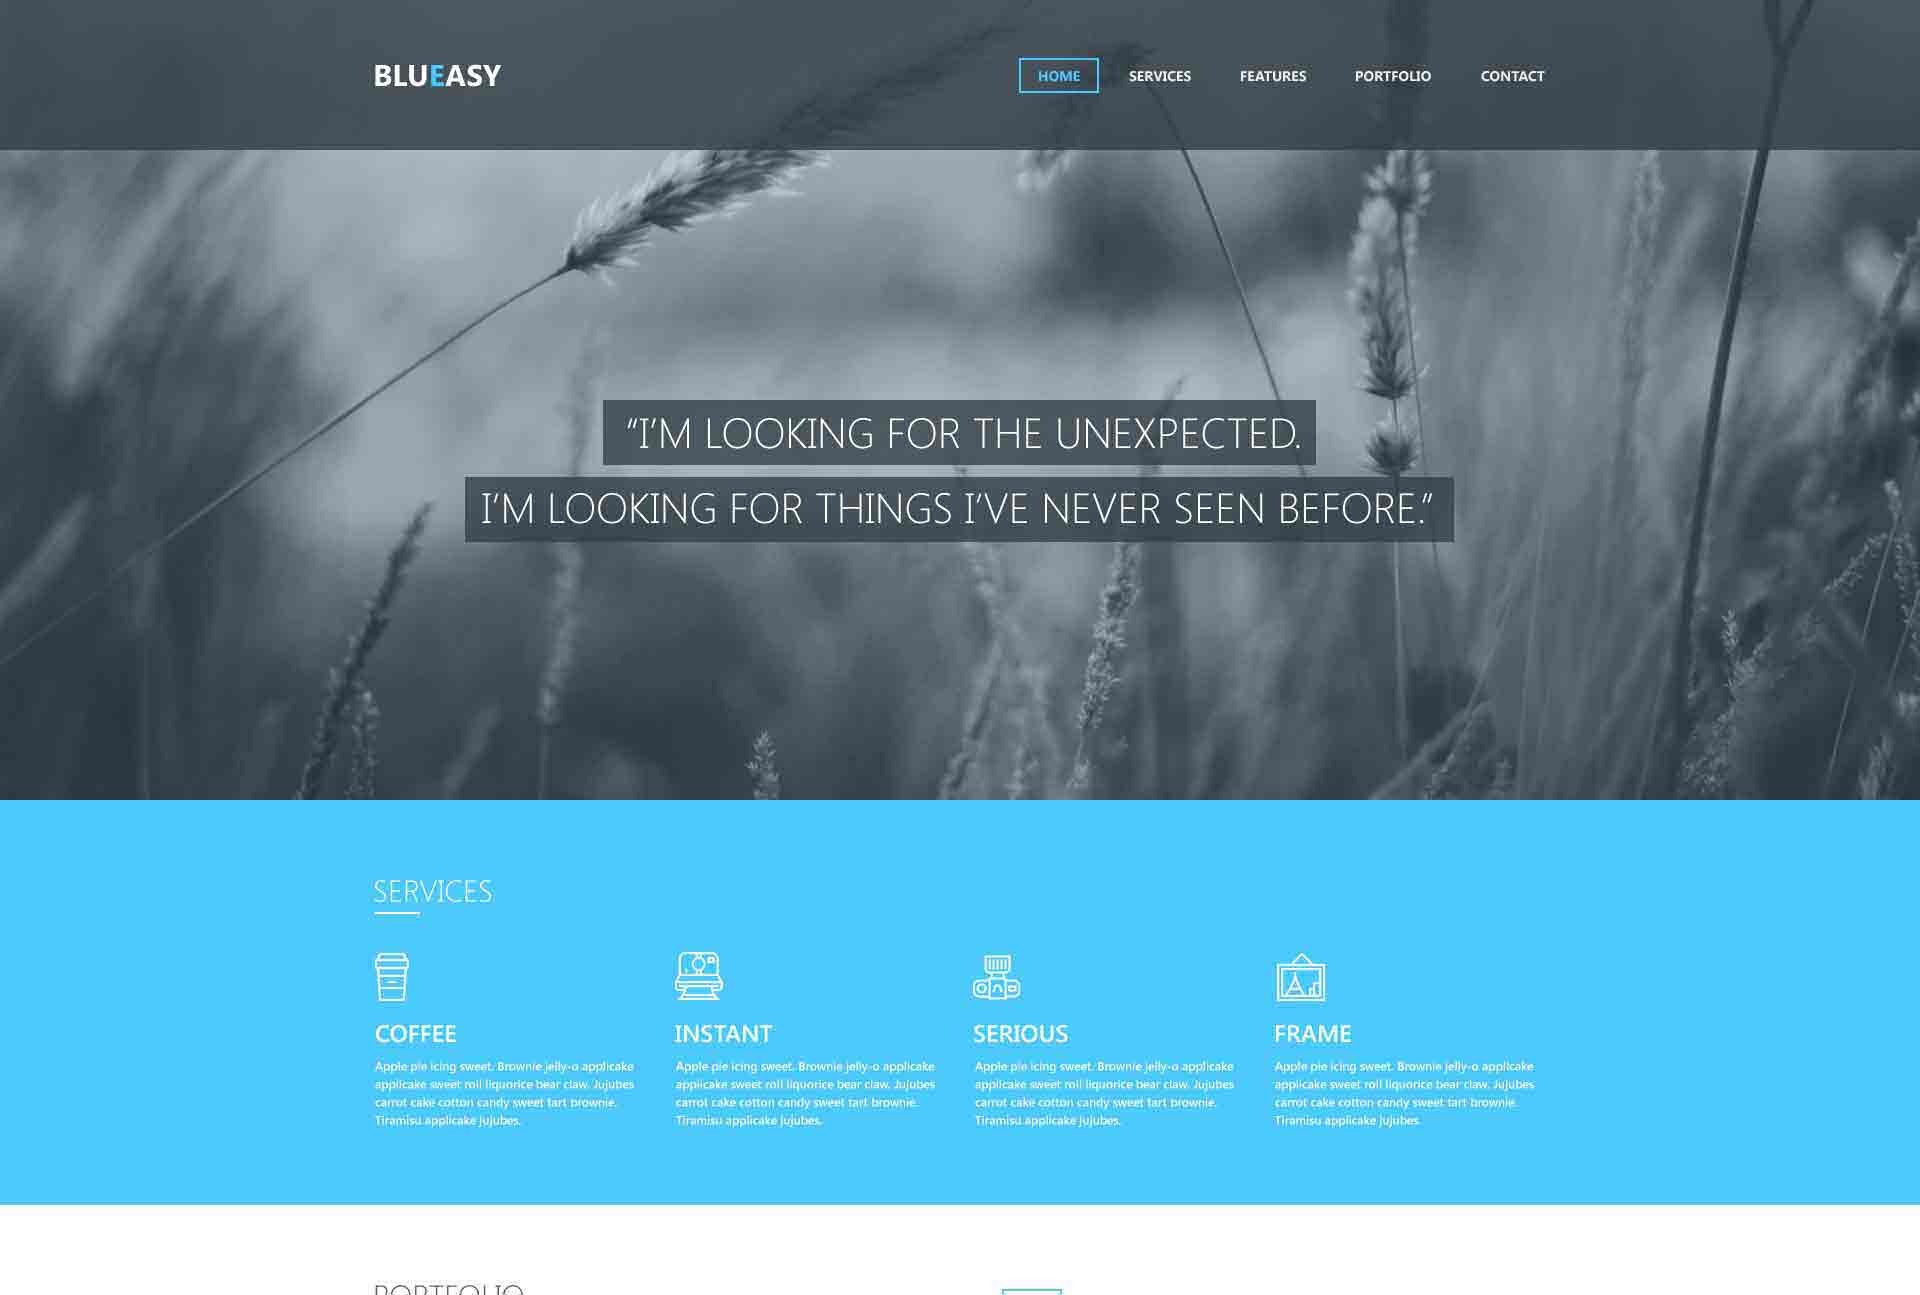 BLUEASY
HOME SERVICES FEATURES PORTFOLIO CONTACT
“I’M LOOKING FOR THE UNEXPECTED.
I’M LOOKING FOR THINGS I’VE NEVER SEEN BEFORE.”
SERVICES
COFFEE
Apple pie icing sweet. Brownie jelly-o applicake
applicake sweet roll liquorice bear claw. Jujubes
carrot cake cotton candy sweet tart brownie.
Tiramisu applicake jujubes.
INSTANT
Apple pie icing sweet. Brownie jelly-o applicake
applicake sweet roll liquorice bear claw. Jujubes
carrot cake cotton candy sweet tart brownie.
Tiramisu applicake jujubes.
SERIOUS
Apple pie icing sweet. Brownie jelly-o applicake
applicake sweet roll liquorice bear claw. Jujubes
carrot cake cotton candy sweet tart brownie.
Tiramisu applicake jujubes.
FRAME
Apple pie icing sweet. Brownie jelly-o applicake
applicake sweet roll liquorice bear claw. Jujubes
carrot cake cotton candy sweet tart brownie.
Tiramisu applicake jujubes.
PORTFOLIO